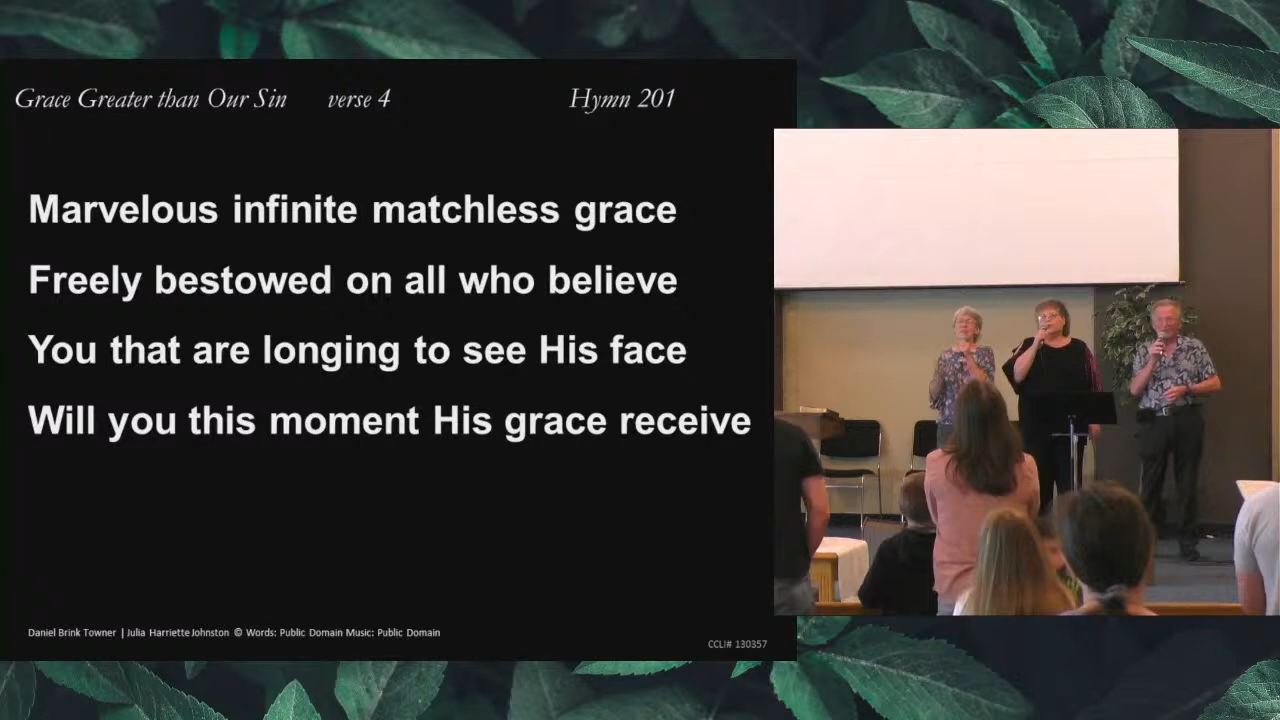 Grace Greater than Our Sin verse 4 Hymn 201
Marvelous infinite matchless grace
Freely bestowed on all who believe
You that are longing to see His face
Will you this moment His grace receive
Daniel Brink Towner | Julia Harriette Johnston © Words: Public Domain Music: Public Domain
CCLI# 130357